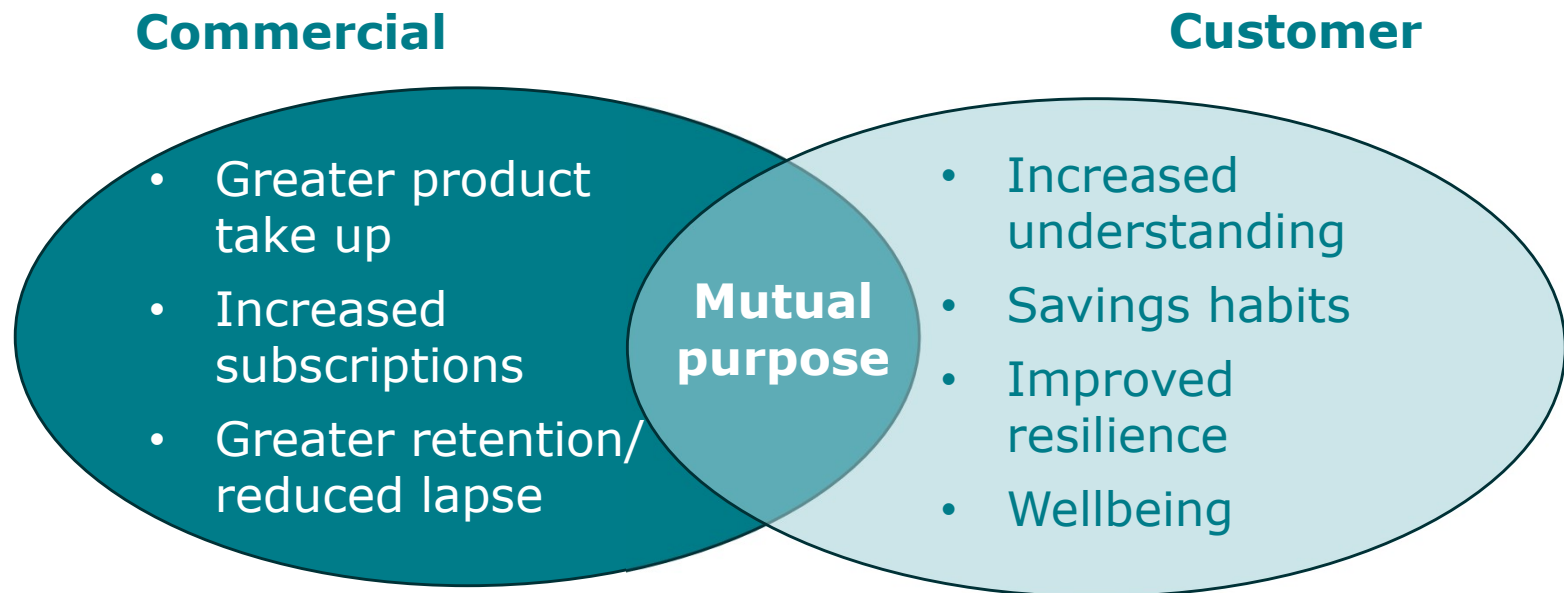 Commercial
Customer
• Greater product
take up
• Increased
subscriptions
• Greater retention/
reduced lapse
Mutual
purpose
• Increased
understanding
• Savings habits
• Improved
resilience
• Wellbeing